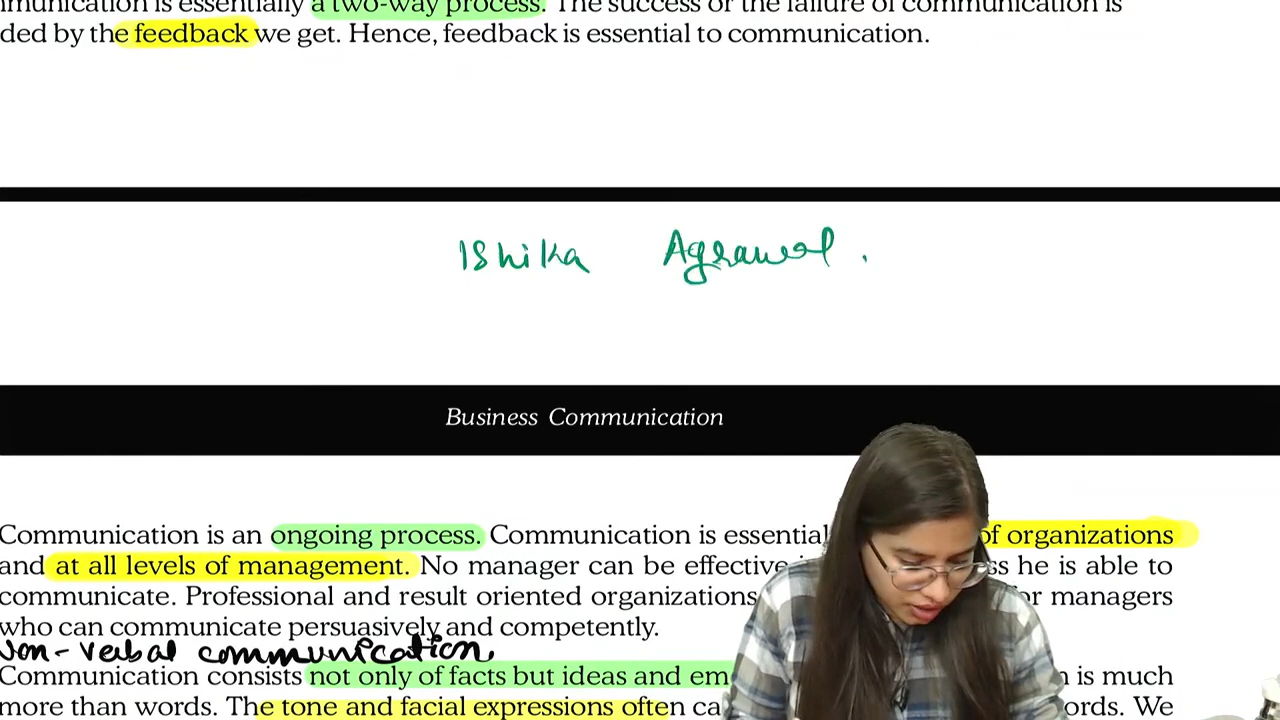 munication is essentially a two-way process. The success or the failure of communication is
ded by the feedback we get. Hence, feedback is essential to communication.
Ishika Agrawal.
Business Communication
Communication is an ongoing process. Communication is essential of organizations
and at all levels of management. No manager can be effective he is able to
communicate. Professional and result oriented organizations managers
who can communicate persuasively and competently.
Non-verbal communication
Communication consists not only of facts but ideas and em is much
more than words. The tone and facial expressions often ca ords. We